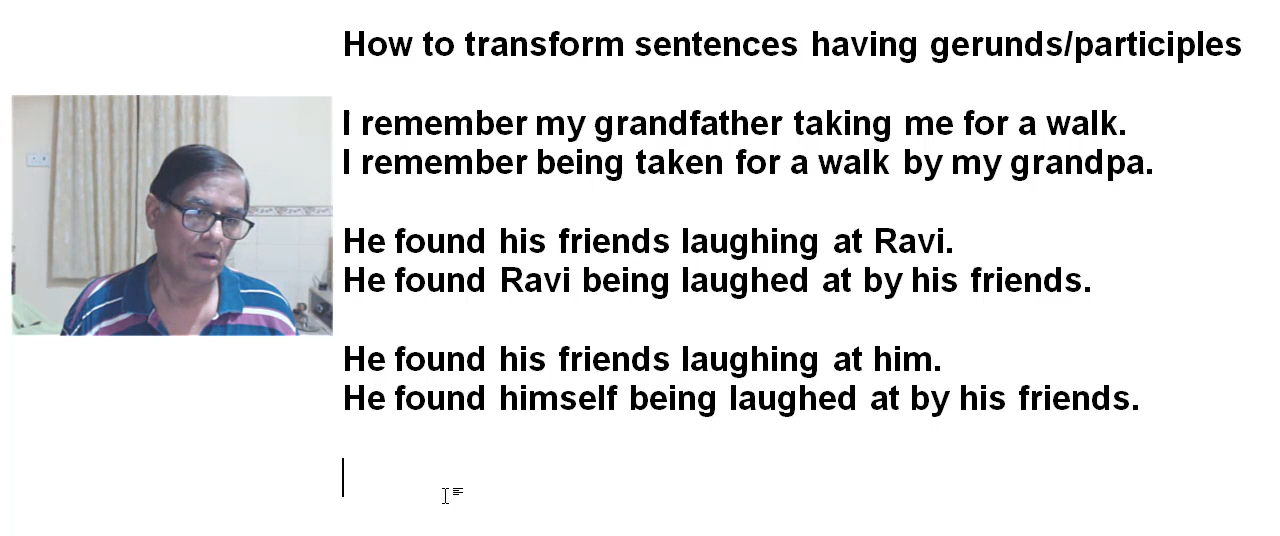 How to transform sentences having gerunds/participles
I remember my grandfather taking me for a walk.
I remember being taken for a walk by my grandpa.
He found his friends laughing at Ravi.
He found Ravi being laughed at by his friends.
He found his friends laughing at him.
He found himself being laughed at by his friends.